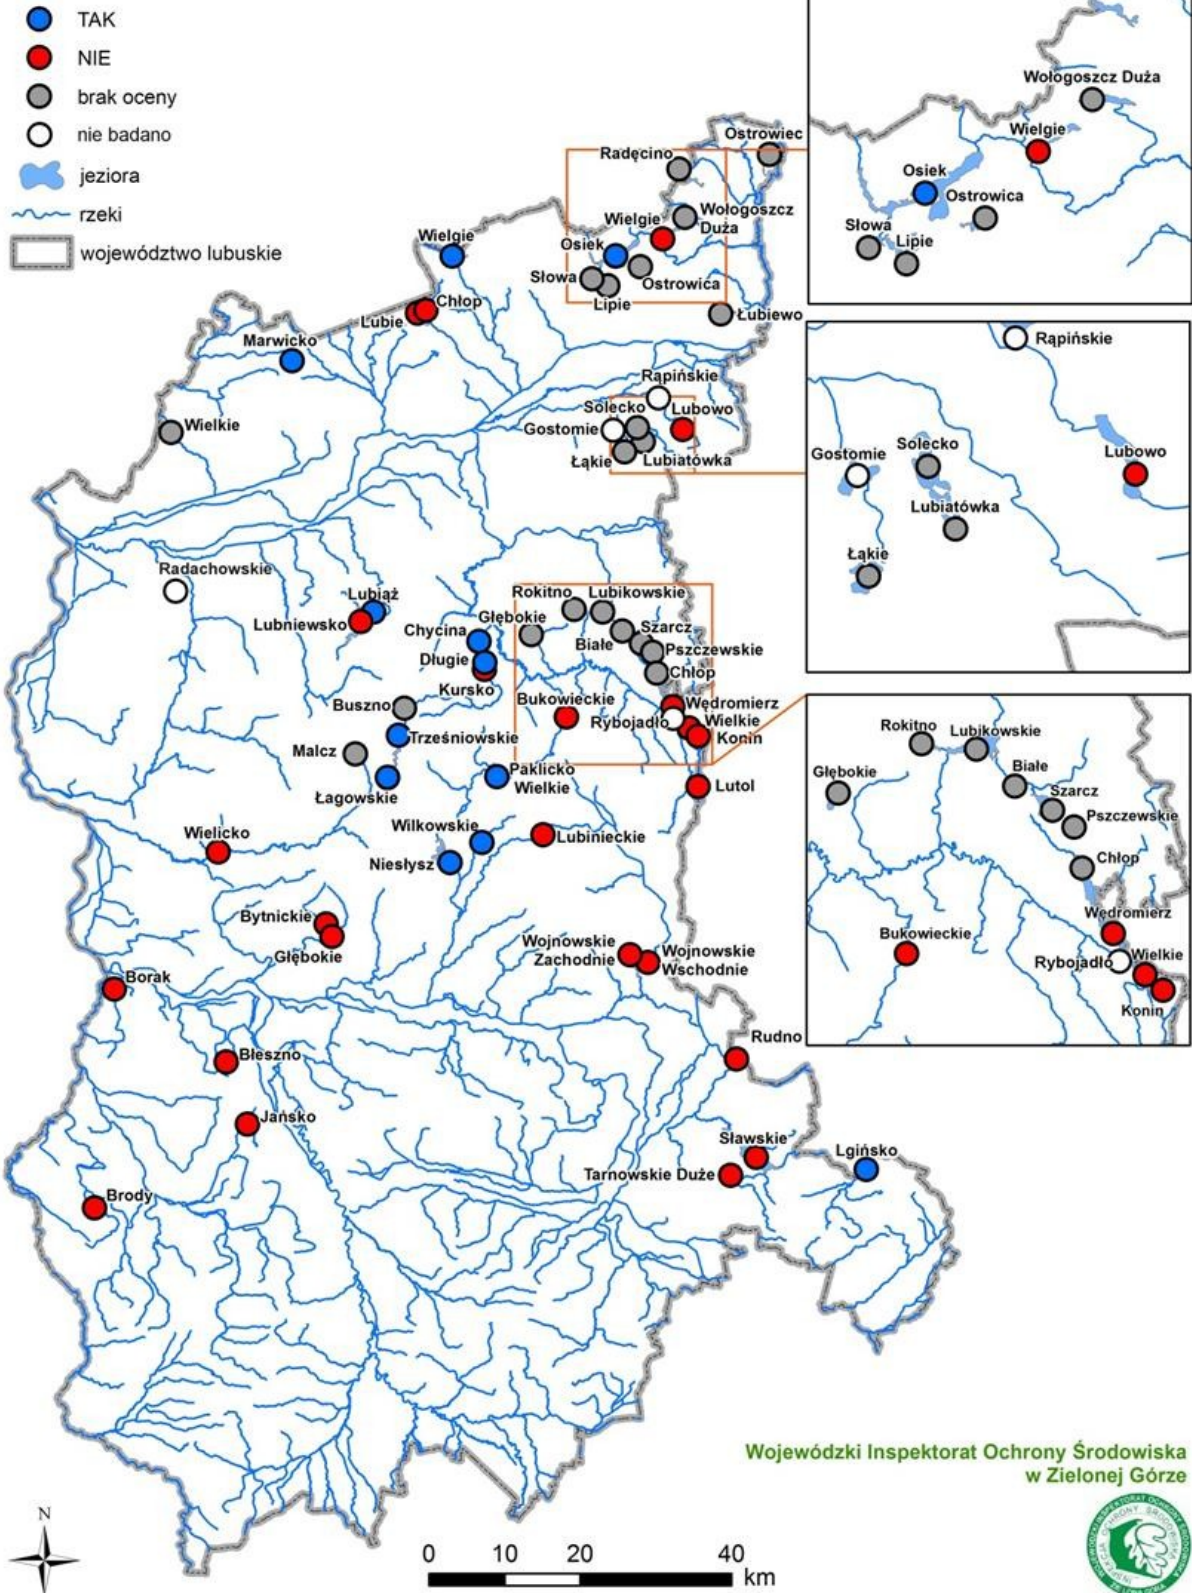 TAK
NIE
brak oceny
nie badano
jeziora
rzeki
województwo lubuskie
Ostrowiec
Radęcino
Wołogoszcz
Duża
Wielgie
Wielgie
Osiek
Słowa
Ostrowica
Lipie
Łubiewo
Chłop
Lubie
Marwicko
Rąpińskie
Solecko
Lubowo
Gostomie
Wielkie
Łąkie
Lubiatówka
Radachowskie
Lubiąż
Lubniewsko
Rokitno
Lubikowskie
Głębokie
Chycina
Szarcz
Białe
Pszczewskie
Długie
Chłop
Kursko
Bukowieckie
Wędromierz
Buszno
Rybojadło
Wielkie
Konin
Trześniowskie
Malcz
Paklicko
Wielkie
Lutol
Łagowskie
Wilkowskie
Wielicko
Lubinieckie
Niesłysz
Bytnickie
Głębokie
Wojnowskie
Zachodnie
Wojnowskie
Wschodnie
Borak
Rudno
Błeszno
Jańsko
Sławskie
Lgińsko
Tarnowskie Duże
Brody
Wołogoszcz Duża
Wielgie
Osiek
Ostrowica
Słowa
Lipie
Rąpińskie
Solecko
Gostomie
Lubowo
Lubiatówka
Łąkie
Rokitno
Lubikowskie
Głębokie
Białe
Szarcz
Pszczewskie
Chłop
Wędromierz
Bukowieckie
Rybojadło
Wielkie
Konin
Wojewódzki Inspektorat Ochrony Środowiska
w Zielonej Górze
N
0 10 20 40
km